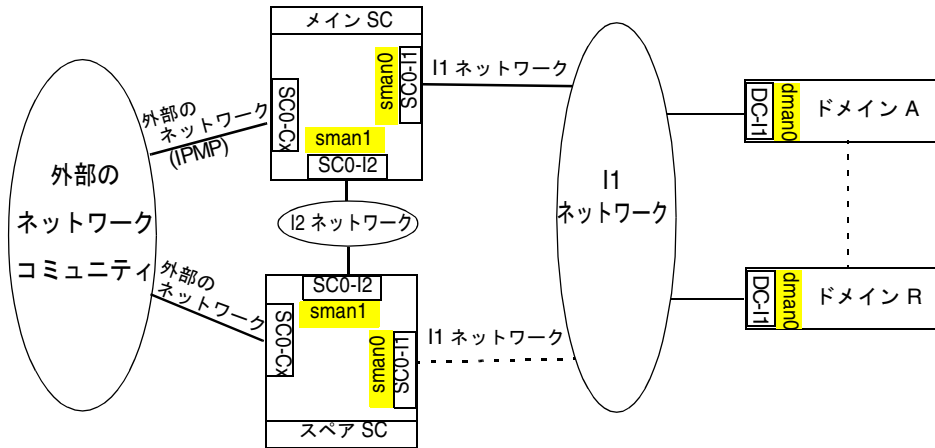 メイン SC
sman0
SC0-I1
I1 ネットワーク
SC0-Cx
sman1
SC0-I2
外部の
ネットワーク
(IPMP)
外部の
ネットワーク
コミュニティ
I2 ネットワーク
I1
ネットワーク
DC-I1
dman0
ドメイン A
外部の
ネットワーク
SC0-I2
sman1
SC0-Cx
sman0
SC0-I1
I1 ネットワーク
スペア SC
DC-I1
dman0
ドメイン R